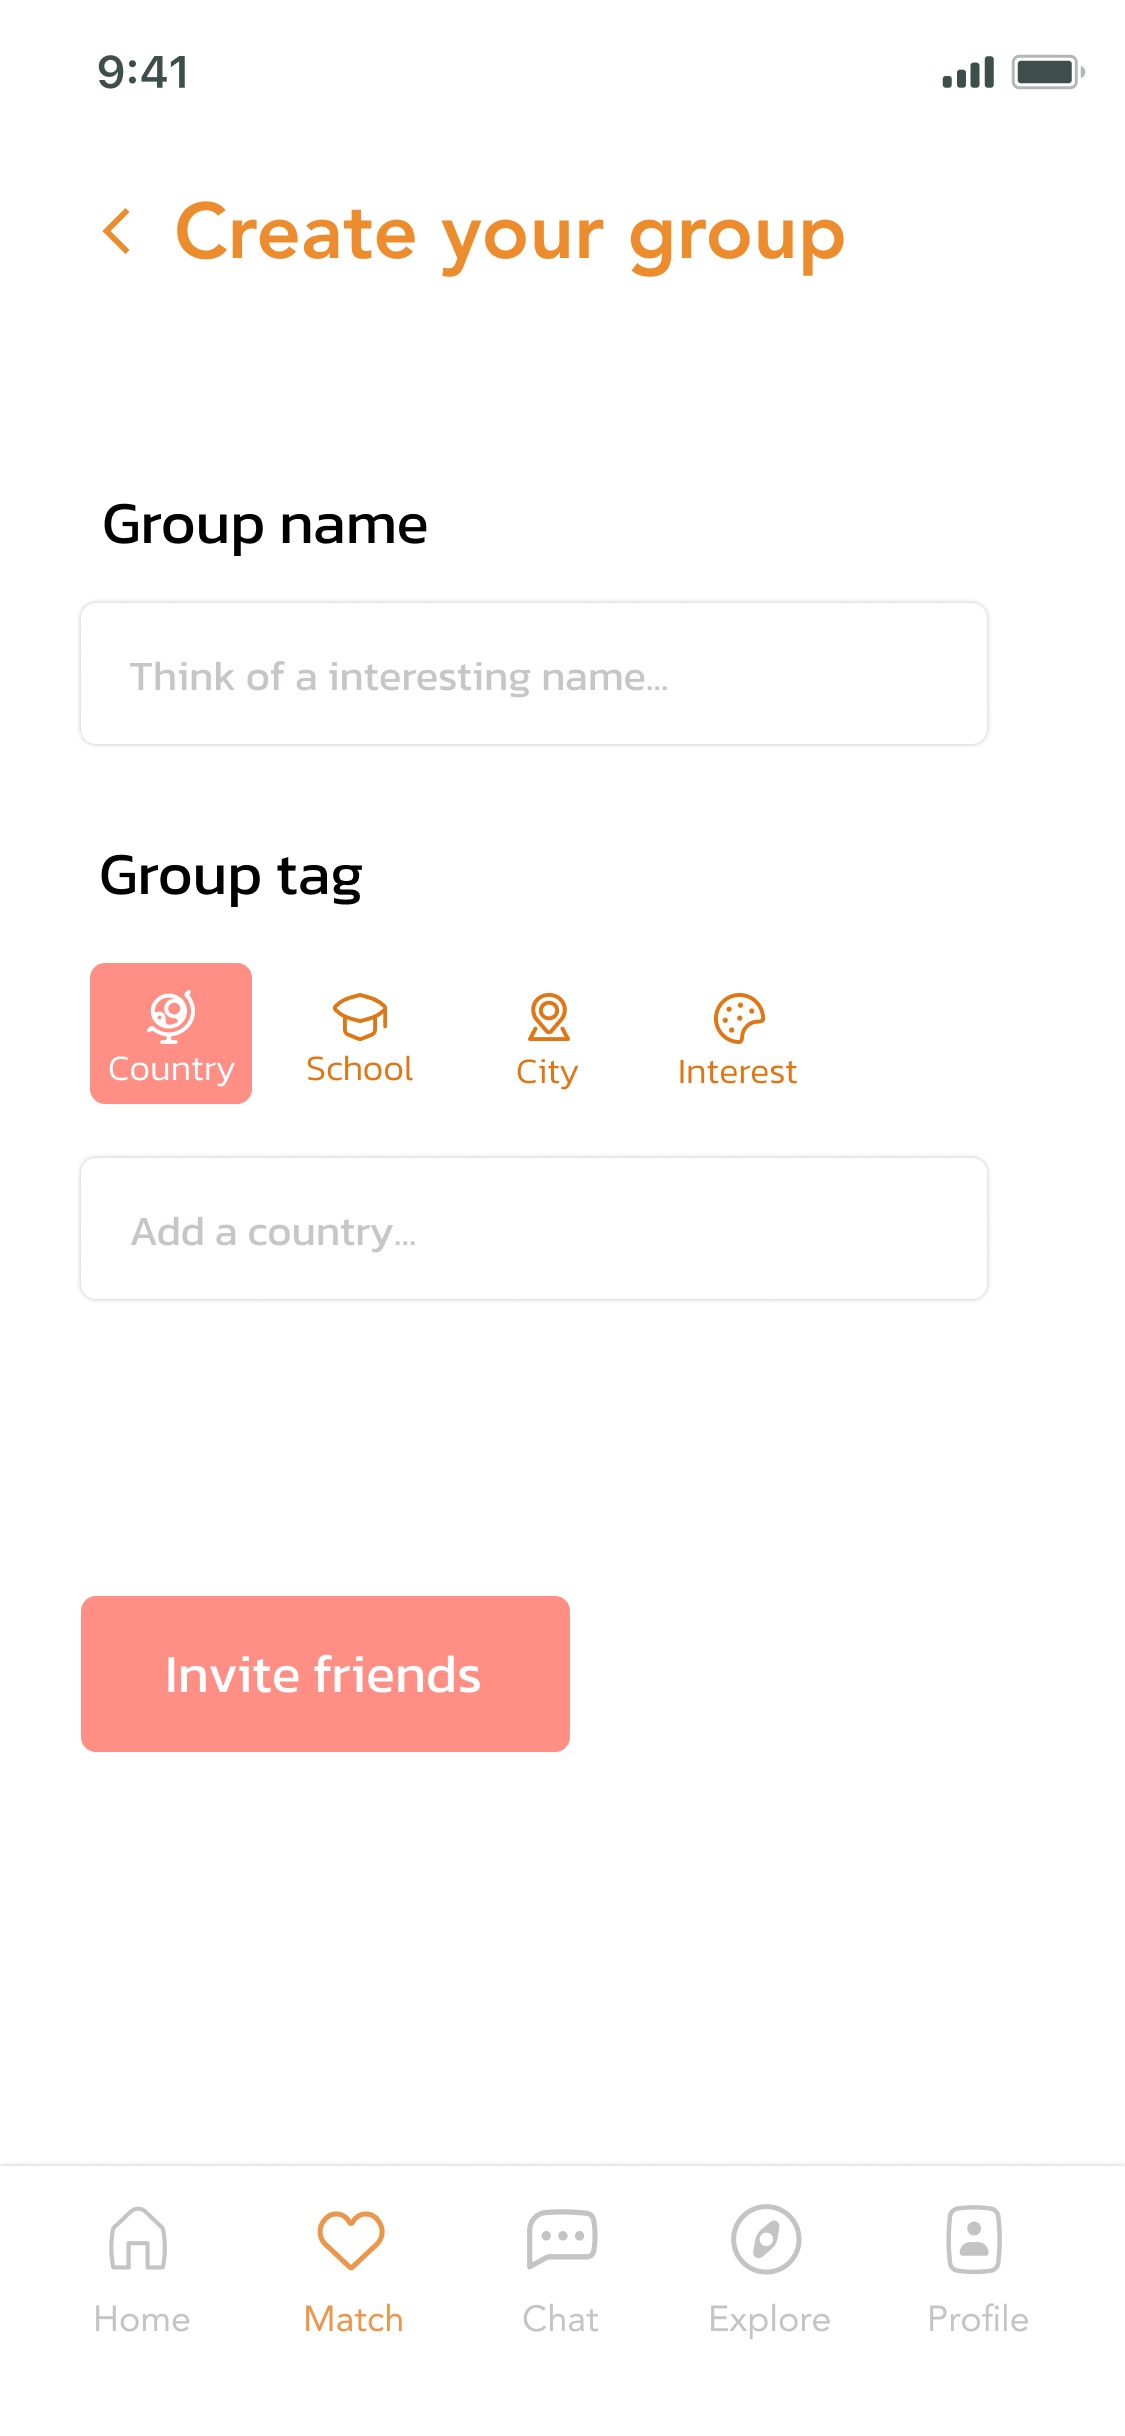 9:41
Create your group
Group name
Think of a interesting name...
Group tag
Country School City Interest
Add a country...
Invite friends
Home Match Chat Explore Profile